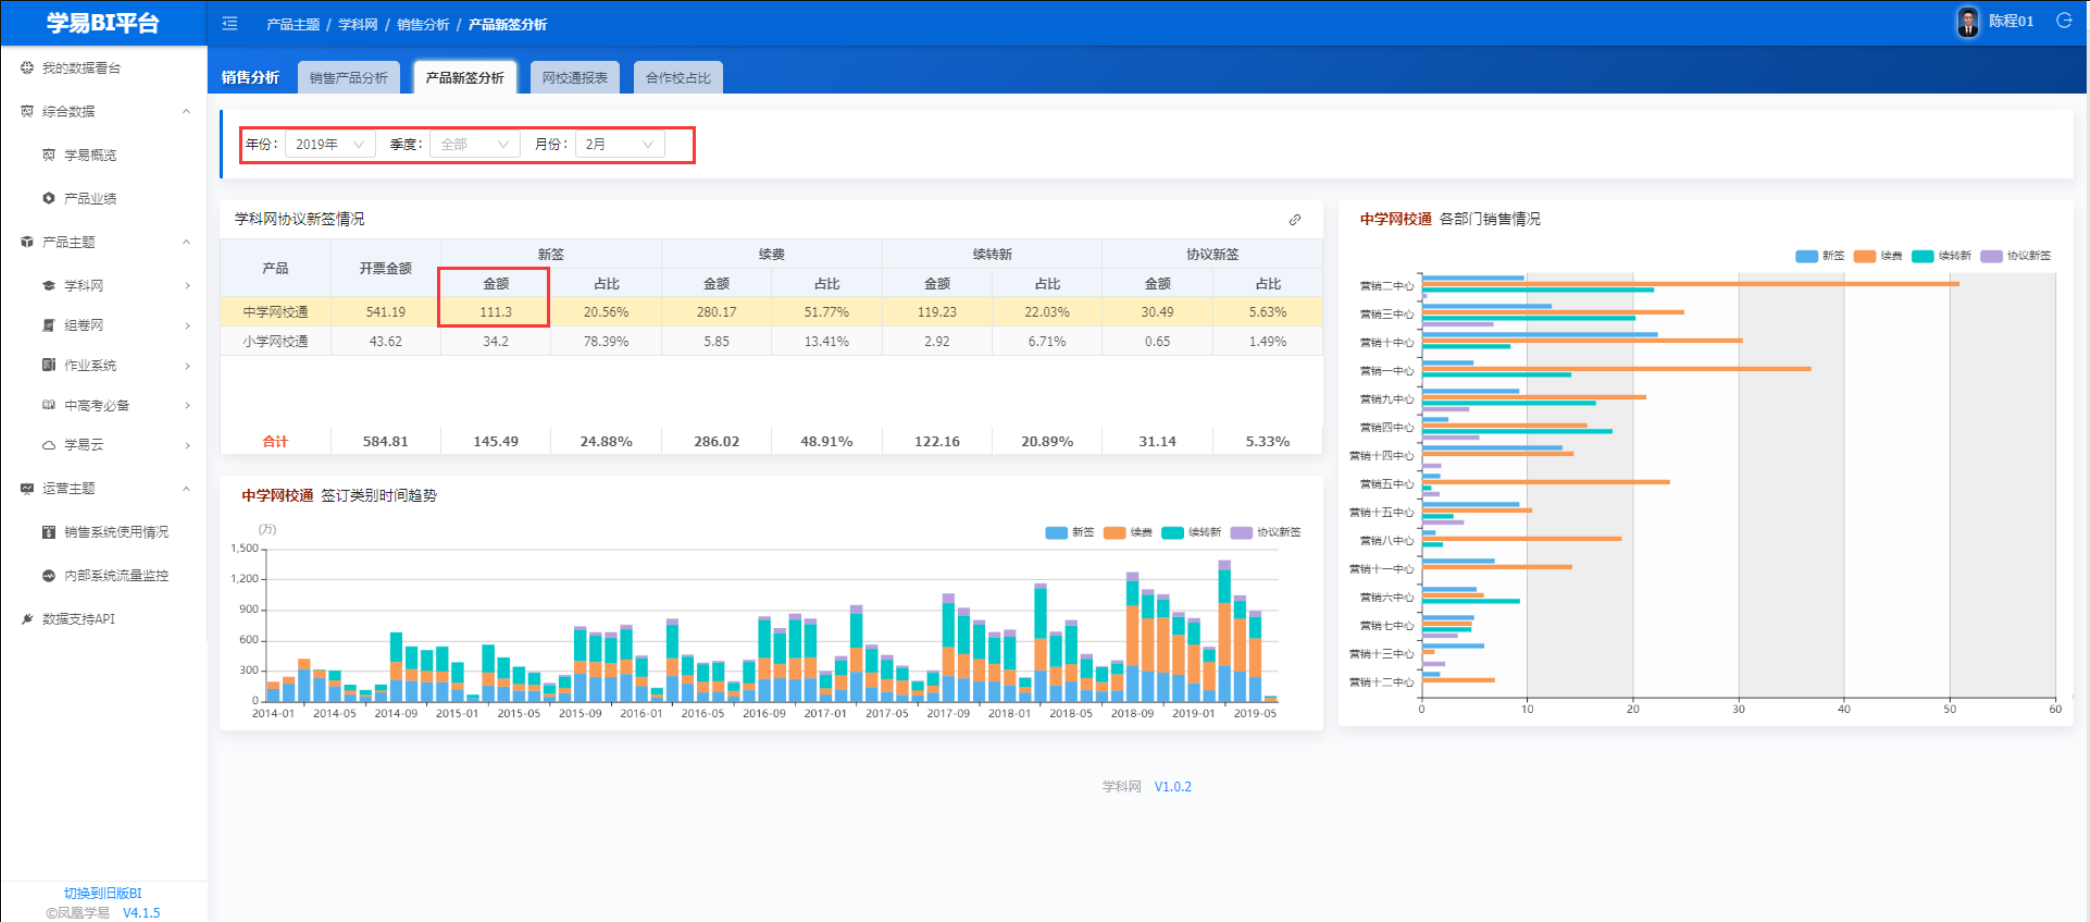 学易BI平台
产品主题 / 学科网 / 销售分析 / 产品新签分析
陈程01
我的数据看台
综合数据
学易概览
产品业绩
产品主题
学科网
组卷网
作业系统
中高考必备
学易云
运营主题
销售系统使用情况
内部系统流量监控
数据支持API
切换到旧版BI
©凤凰学易 V4.1.5
销售分析 销售产品分析 产品新签分析 网校通报表 合作校占比
年份: 2019年 季度: 全部 月份: 2月
学科网协议新签情况
产品 开票金额 新签 续费 续转新 协议新签
金额 占比 金额 占比 金额 占比 金额 占比
中学网校通 541.19 111.3 20.56% 280.17 51.77% 119.23 22.03% 30.49 5.63%
小学网校通 43.62 34.2 78.39% 5.85 13.41% 2.92 6.71% 0.65 1.49%
合计 584.81 145.49 24.88% 286.02 48.91% 122.16 20.89% 31.14 5.33%
中学网校通 签订类别时间趋势
(万)
新签 续费 续转新 协议新签
1,500
1,200
900
600
300
0
2014-01 2014-05 2014-09 2015-01 2015-05 2015-09 2016-01 2016-05 2016-09 2017-01 2017-05 2017-09 2018-01 2018-05 2018-09 2019-01 2019-05
中学网校通 各部门销售情况
新签 续费 续转新 协议新签
营销二中心
营销三中心
营销十中心
营销一中心
营销九中心
营销四中心
营销十四中心
营销五中心
营销十五中心
营销八中心
营销十一中心
营销六中心
营销七中心
营销十三中心
营销十二中心
0 10 20 30 40 50 60
学科网 V1.0.2